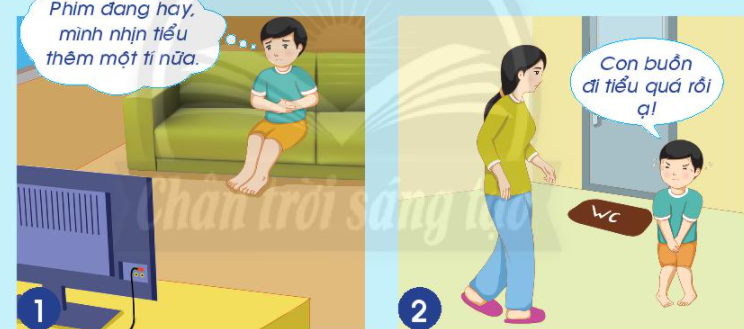 Phim đang hay,
mình nhịn tiểu
thêm một tí nữa.
Con buồn
đi tiểu quá rồi
ạ!
WC
Chân trời sáng tạo
1
2